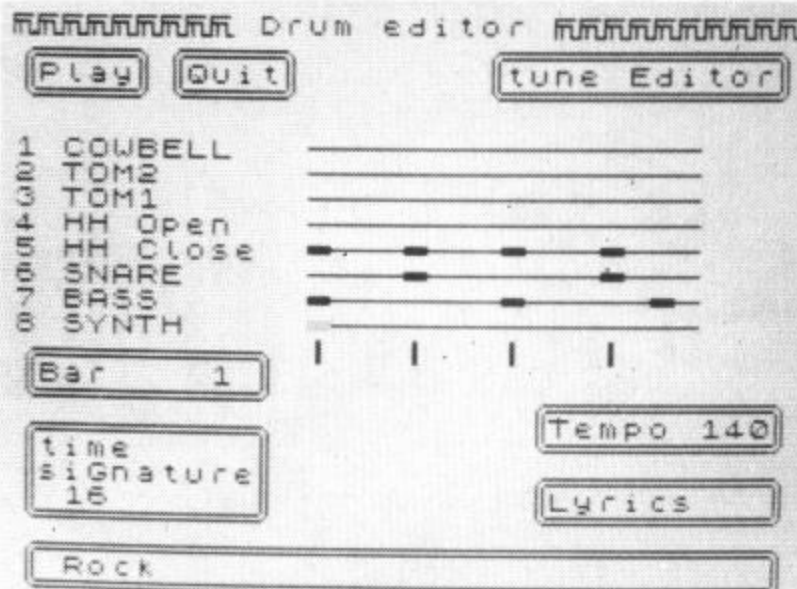 Drum editor
Play Quit tune Editor
1 COWBELL
2 TOM2
3 TOM1
4 HH Open
5 HH Close
6 SNARE
7 BASS
8 SYNTH
Bar 1
Tempo 140
time
siGnature
16
Lyrics
Rock